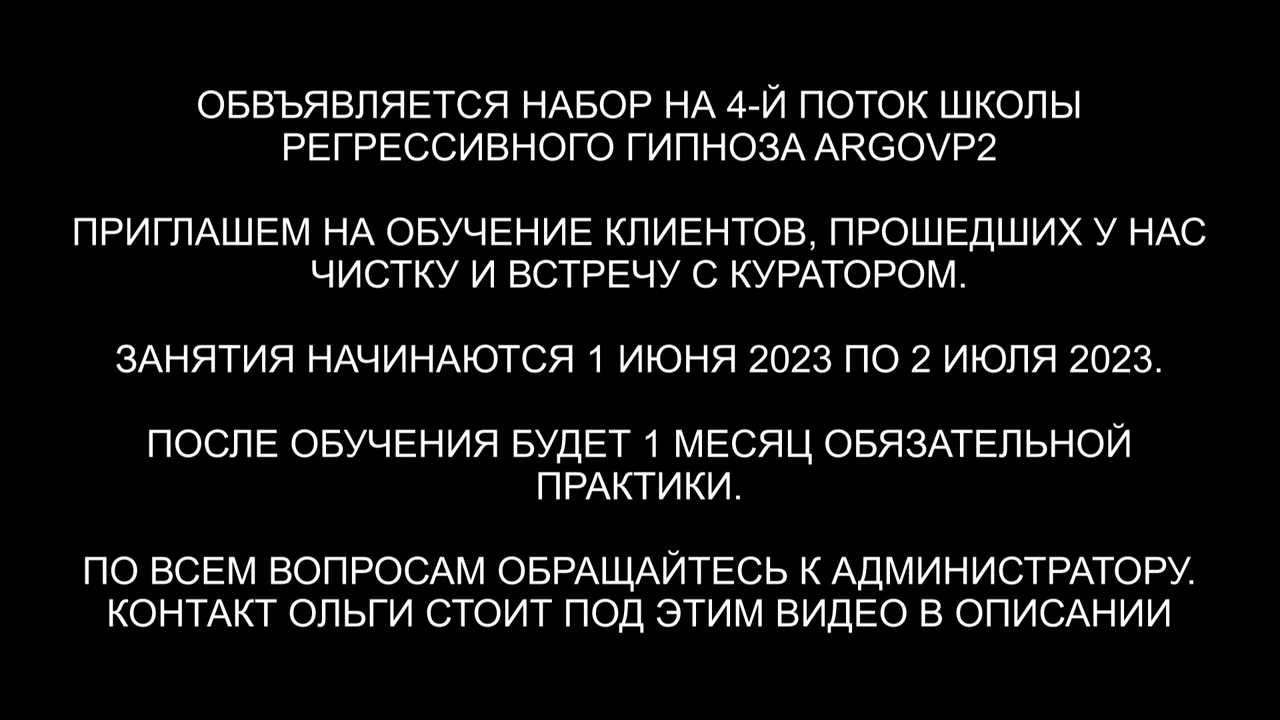 ОБВЪЯВЛЯЕТСЯ НАБОР НА 4-Й ПОТОК ШКОЛЫ
РЕГРЕССИВНОГО ГИПНОЗА ARGOVP2
ПРИГЛАШЕМ НА ОБУЧЕНИЕ КЛИЕНТОВ, ПРОШЕДШИХ У НАС
ЧИСТКУ И ВСТРЕЧУ С КУРАТОРОМ.
ЗАНЯТИЯ НАЧИНАЮТСЯ 1 ИЮНЯ 2023 ПО 2 ИЮЛЯ 2023.
ПОСЛЕ ОБУЧЕНИЯ БУДЕТ 1 МЕСЯЦ ОБЯЗАТЕЛЬНОЙ
ПРАКТИКИ.
ПО ВСЕМ ВОПРОСАМ ОБРАЩАЙТЕСЬ К АДМИНИСТРАТОРУ.
КОНТАКТ ОЛЬГИ СТОИТ ПОД ЭТИМ ВИДЕО В ОПИСАНИИ